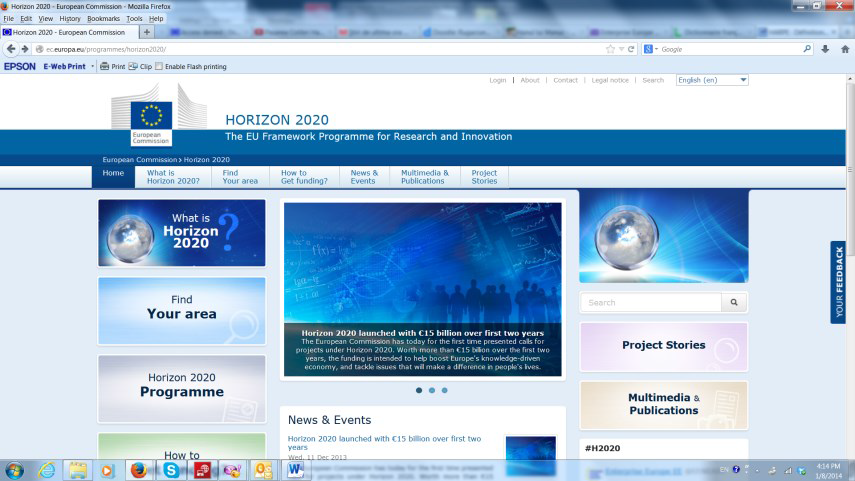 Horizon 2020 - European Commission - Mozilla Firefox
File Edit View History Bookmarks Tools Help
Horizon 2020 - European Commission
ec.europa.eu/programmes/horizon2020/
Google
EPSON E-Web Print Print Clip Enable Flash printing
Login | About | Contact | Legal notice | Search English (en)
European
Commission
HORIZON 2020
The EU Framework Programme for Research and Innovation
European Commission > Horizon 2020
Home
What is
Horizon 2020?
Find
Your area
How to
Get funding?
News &
Events
Multimedia &
Publications
Project
Stories
What is
Horizon
2020
?
Find
Your area
Horizon 2020
Programme
How to
Horizon 2020 launched with €15 billion over first two years
The European Commission has today for the first time presented calls for
projects under Horizon 2020. Worth more than €15 billion over the first two
years, the funding is intended to help boost Europe's knowledge-driven
economy, and tackle issues that will make a difference in people's lives.
News & Events
Horizon 2020 launched with €15 billion over first two
years
Wed, 11 Dec 2013
Search
Project Stories
Multimedia &
Publications
#H2020
Enterprise Europe
YOUR FEEDBACK
EN
4:14 PM
1/8/2014